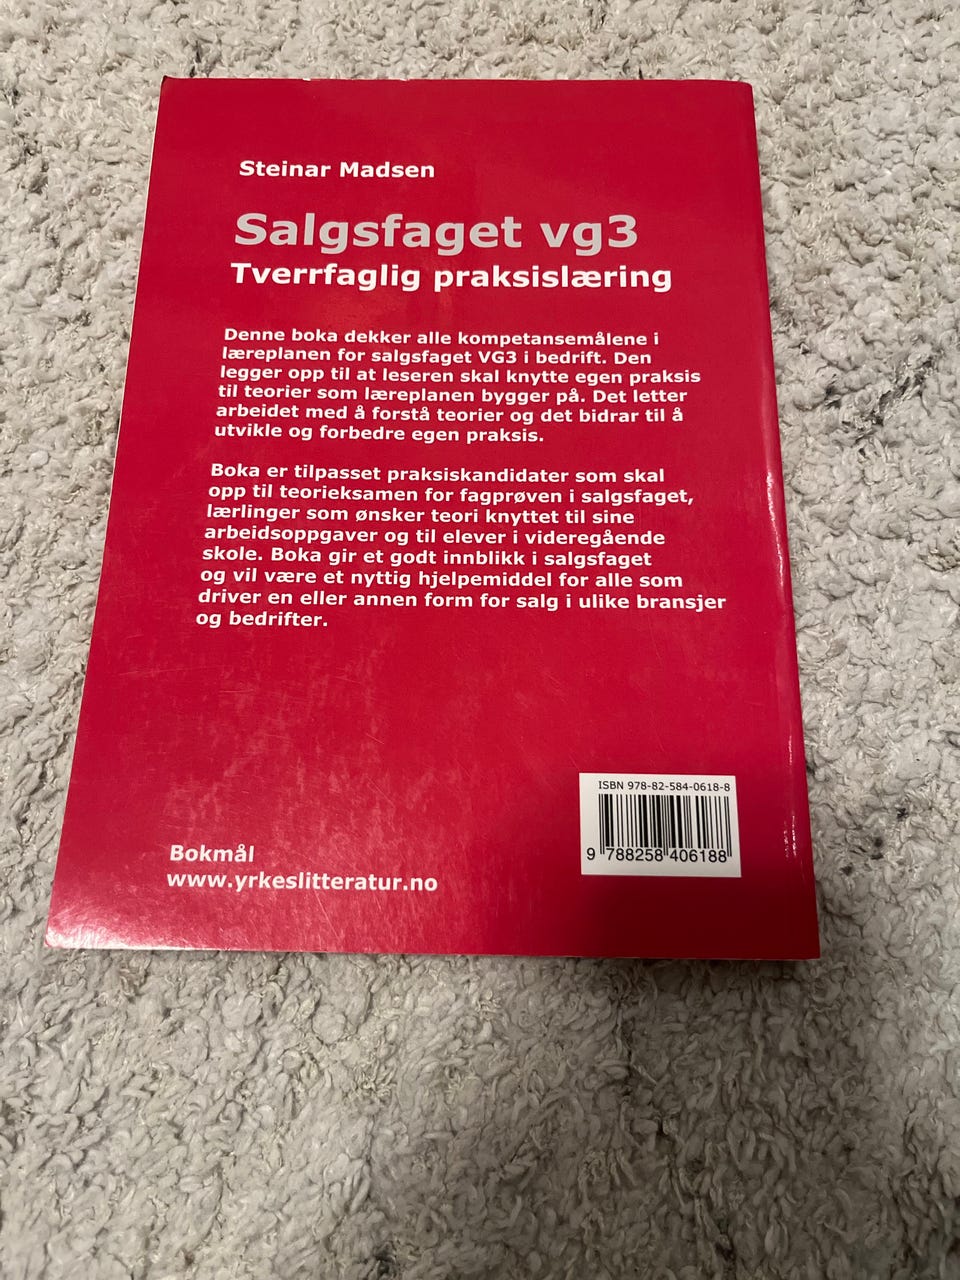 Steinar Madsen
Salgsfaget vg3
Tverrfaglig praksislæring
Denne boka dekker alle kompetansemålene i
læreplanen for salgsfaget VG3 i bedrift. Den
legger opp til at leseren skal knytte egen praksis
til teorier som læreplanen bygger på. Det letter
arbeidet med å forstå teorier og det bidrar til å
utvikle og forbedre egen praksis.
Boka er tilpasset praksiskandidater som skal
opp til teorieksamen for fagprøven i salgsfaget,
lærlinger som ønsker teori knyttet til sine
arbeidsoppgaver og til elever i videregående
skole. Boka gir et godt innblikk i salgsfaget
og vil være et nyttig hjelpemiddel for alle som
driver en eller annen form for salg i ulike bransjer
og bedrifter.
ISBN 978-82-584-0618-8
9 788258 406188
Bokmål
www.yrkeslitteratur.no